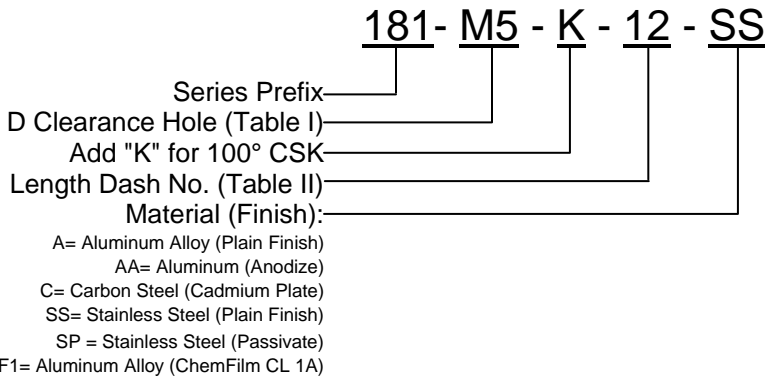 181- M5 - K - 12 - SS
Series Prefix
D Clearance Hole (Table I)
Add "K" for 100° CSK
Length Dash No. (Table II)
Material (Finish):
A= Aluminum Alloy (Plain Finish)
AA= Aluminum (Anodize)
C= Carbon Steel (Cadmium Plate)
SS= Stainless Steel (Plain Finish)
SP = Stainless Steel (Passivate)
F1= Aluminum Alloy (ChemFilm CL 1A)